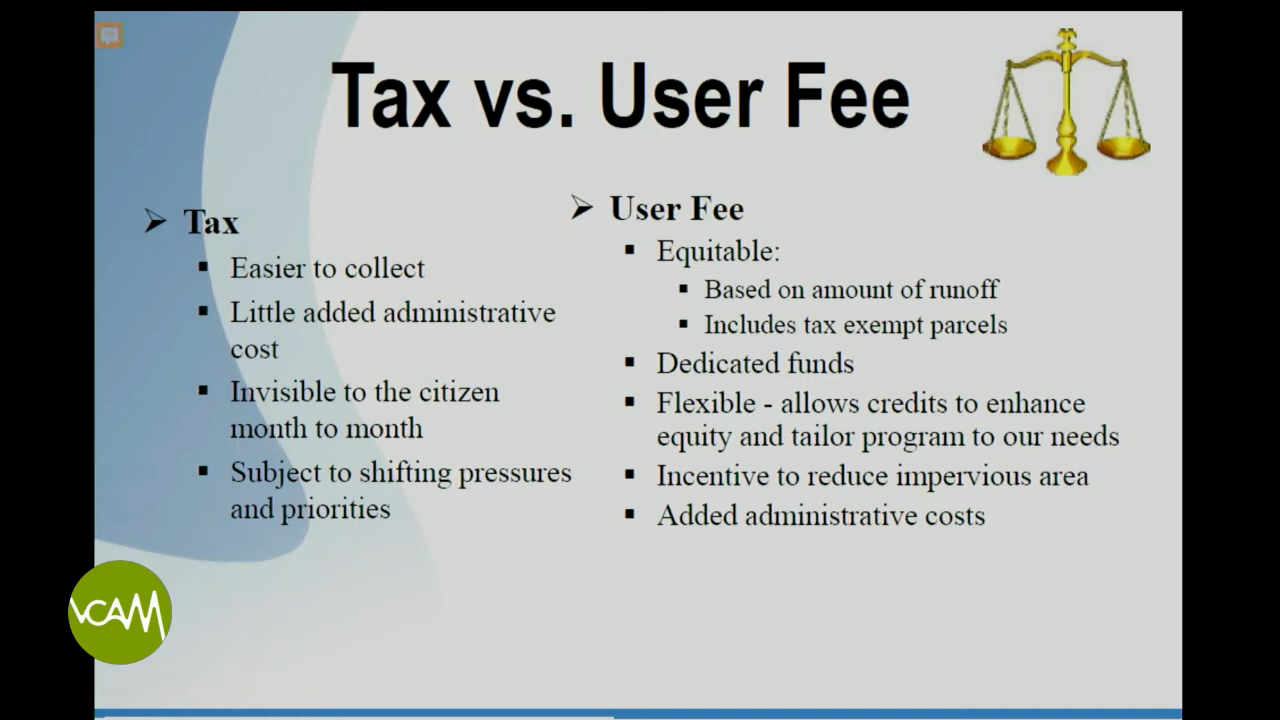 Tax vs. User Fee
➢ Tax
▪ Easier to collect
▪ Little added administrative
cost
▪ Invisible to the citizen
month to month
▪ Subject to shifting pressures
and priorities
➢ User Fee
▪ Equitable:
▪ Based on amount of runoff
▪ Includes tax exempt parcels
▪ Dedicated funds
▪ Flexible - allows credits to enhance
equity and tailor program to our needs
▪ Incentive to reduce impervious area
▪ Added administrative costs
VCAM